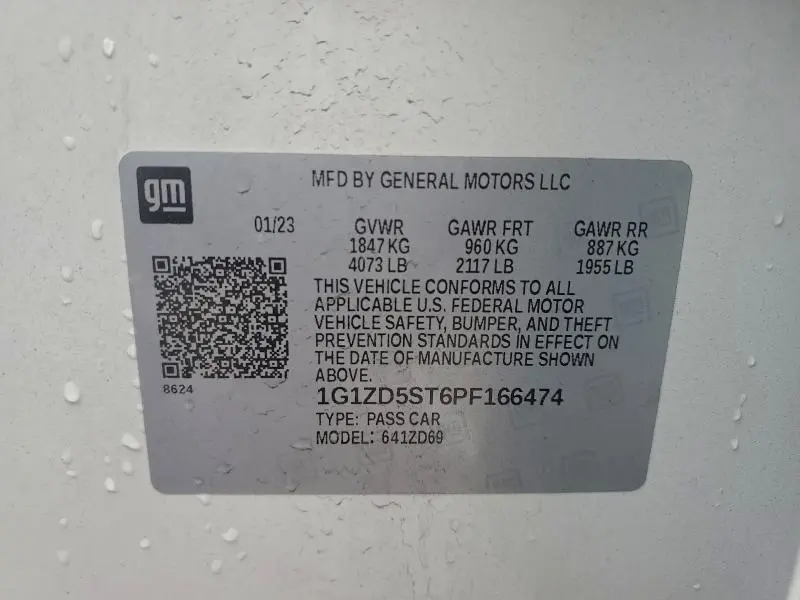 gm
MFD BY GENERAL MOTORS LLC
01/23 GVWR GAWR FRT GAWR RR
1847 KG 960 KG 887 KG
4073 LB 2117 LB 1955 LB
THIS VEHICLE CONFORMS TO ALL
APPLICABLE U.S. FEDERAL MOTOR
VEHICLE SAFETY, BUMPER, AND THEFT
PREVENTION STANDARDS IN EFFECT ON
THE DATE OF MANUFACTURE SHOWN
ABOVE.
8624
1G1ZD5ST6PF166474
TYPE: PASS CAR
MODEL: 641ZD69